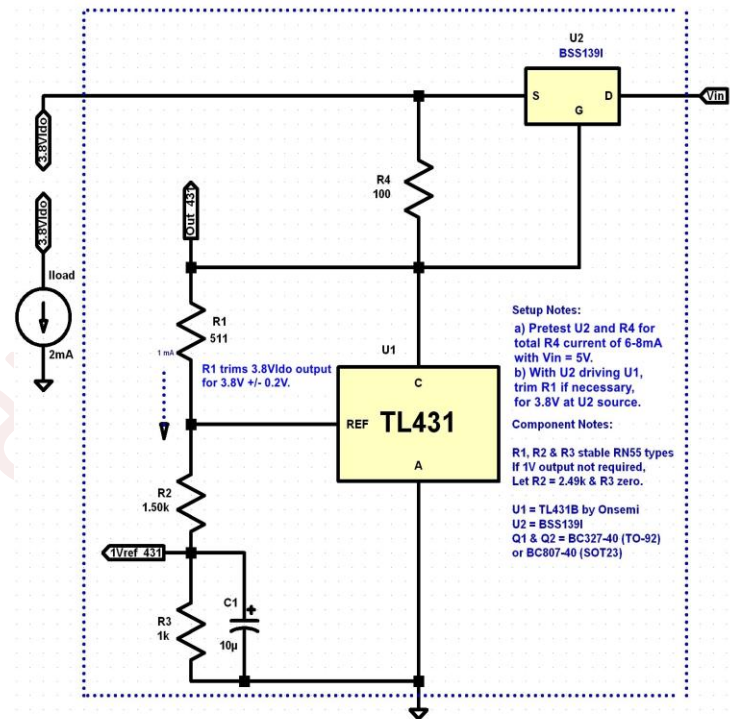 U2
BSS139I
S
D
G
Vin
3.8Vldo
R4
100
3.8Vldo
Out_431
Iload
2mA
R1
511
1 mA
R1 trims 3.8Vldo output
for 3.8V +/- 0.2V.
U1
C
REF
TL431
A
Setup Notes:
a) Pretest U2 and R4 for
total R4 current of 6-8mA
with Vin = 5V.
b) With U2 driving U1,
trim R1 if necessary,
for 3.8V at U2 source.
Component Notes:
R1, R2 & R3 stable RN55 types
If 1V output not required,
Let R2 = 2.49k & R3 zero.
U1 = TL431B by Onsemi
U2 = BSS139I
Q1 & Q2 = BC327-40 (TO-92)
or BC807-40 (SOT23)
R2
1.50k
1Vref_431
R3
1k
C1
+
10µ